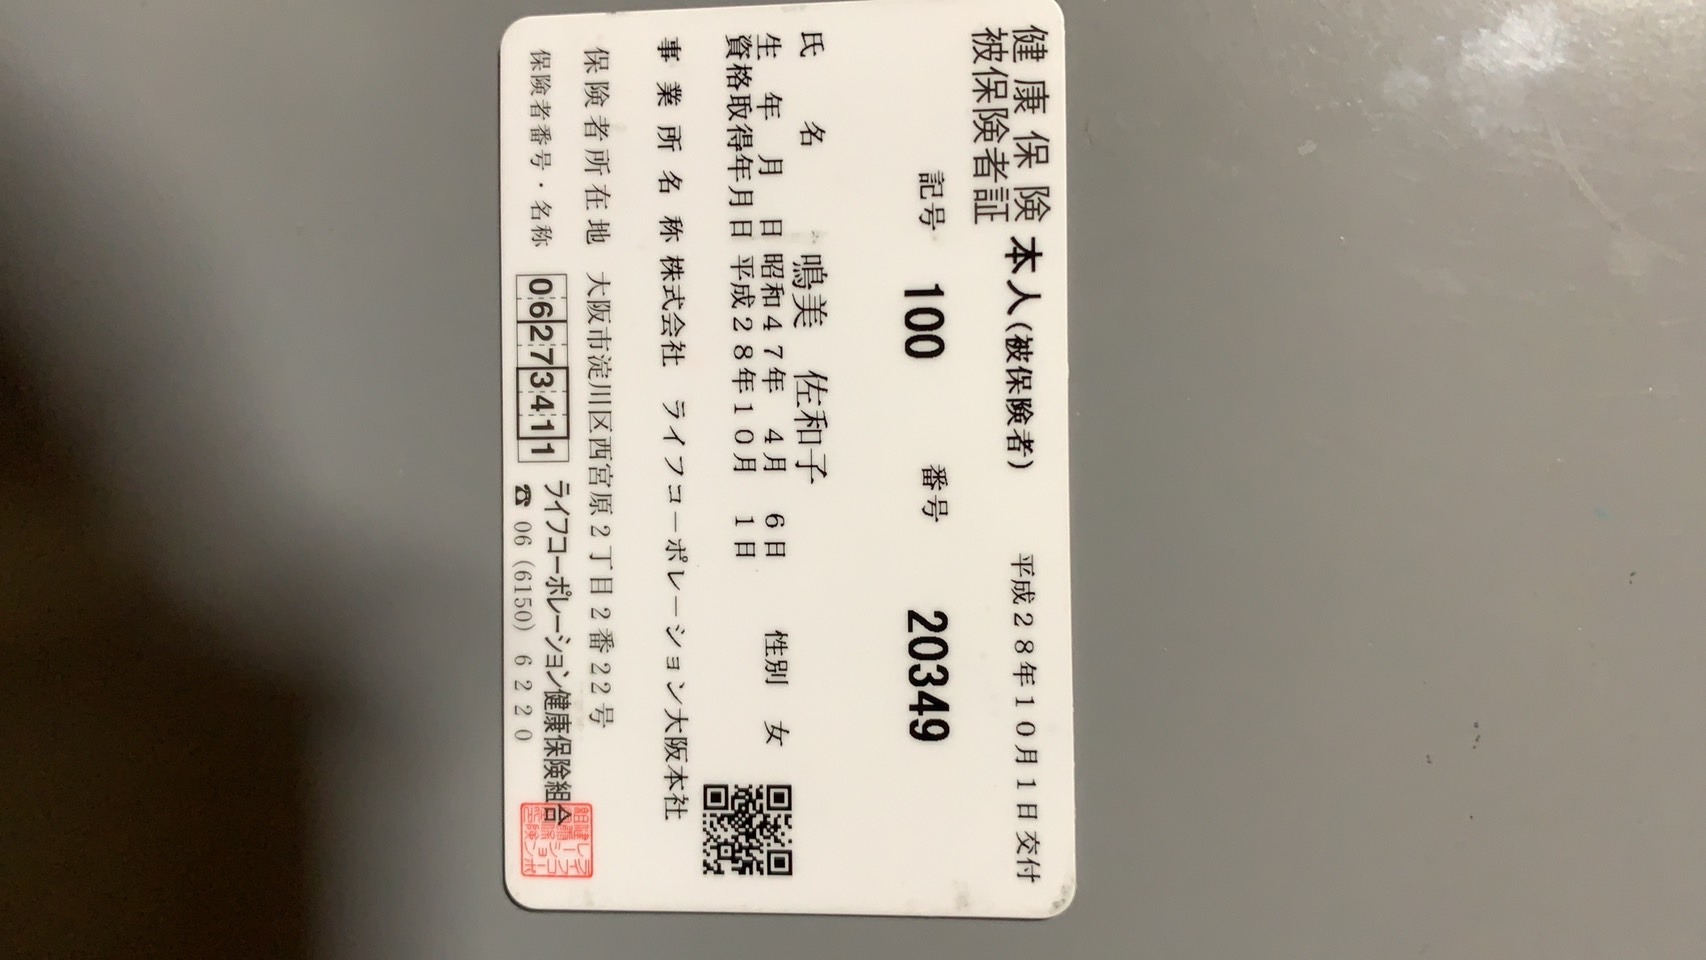 健康保険 本人(被保険者) 平成28年10月1日交付
被保険者証
記号 100 番号 20349
氏名 鳴美 佐和子
生年月日 昭和47年 4月 6日 性別 女
資格取得年月日 平成28年10月 1日
事業所名称 株式会社 ライフコーポレーション大阪本社
保険者所在地 大阪市淀川区西宮原2丁目2番22号
保険者番号・名称 06273411 ライフコーポレーション健康保険組合
☎ 06 (6150) 6220